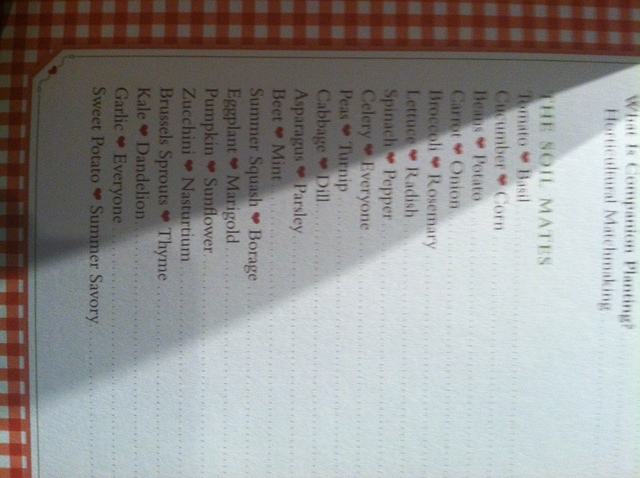 What Is Companion Planting?
Horticultural Matchmaking
THE SOIL MATES
Tomato ♥ Basil
Cucumber ♥ Corn
Beans ♥ Potato
Carrot ♥ Onion
Broccoli ♥ Rosemary
Lettuce ♥ Radish
Spinach ♥ Pepper
Celery ♥ Everyone
Peas ♥ Turnip
Cabbage ♥ Dill
Asparagus ♥ Parsley
Beet ♥ Mint
Summer Squash ♥ Borage
Eggplant ♥ Marigold
Pumpkin ♥ Sunflower
Zucchini ♥ Nasturtium
Brussels Sprouts ♥ Thyme
Kale ♥ Dandelion
Garlic ♥ Everyone
Sweet Potato ♥ Summer Savory